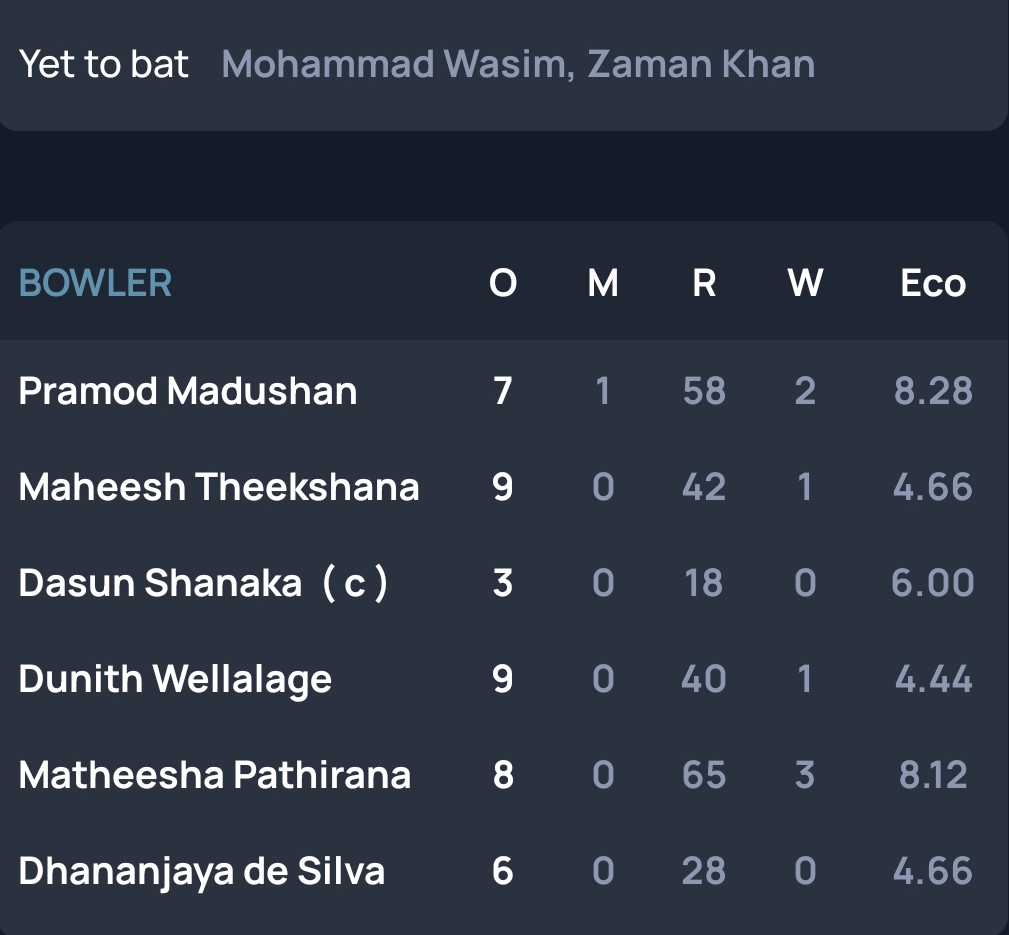 Yet to bat Mohammad Wasim, Zaman Khan
BOWLER O M R W Eco
Pramod Madushan 7 1 58 2 8.28
Maheesh Theekshana 9 0 42 1 4.66
Dasun Shanaka ( c ) 3 0 18 0 6.00
Dunith Wellalage 9 0 40 1 4.44
Matheesha Pathirana 8 0 65 3 8.12
Dhananjaya de Silva 6 0 28 0 4.66